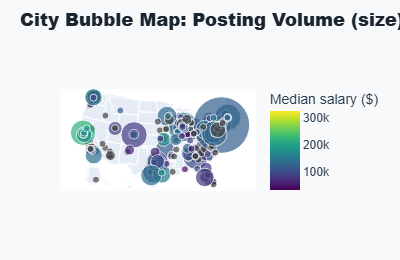 City Bubble Map: Posting Volume (size)
Median salary ($)
300k
200k
100k